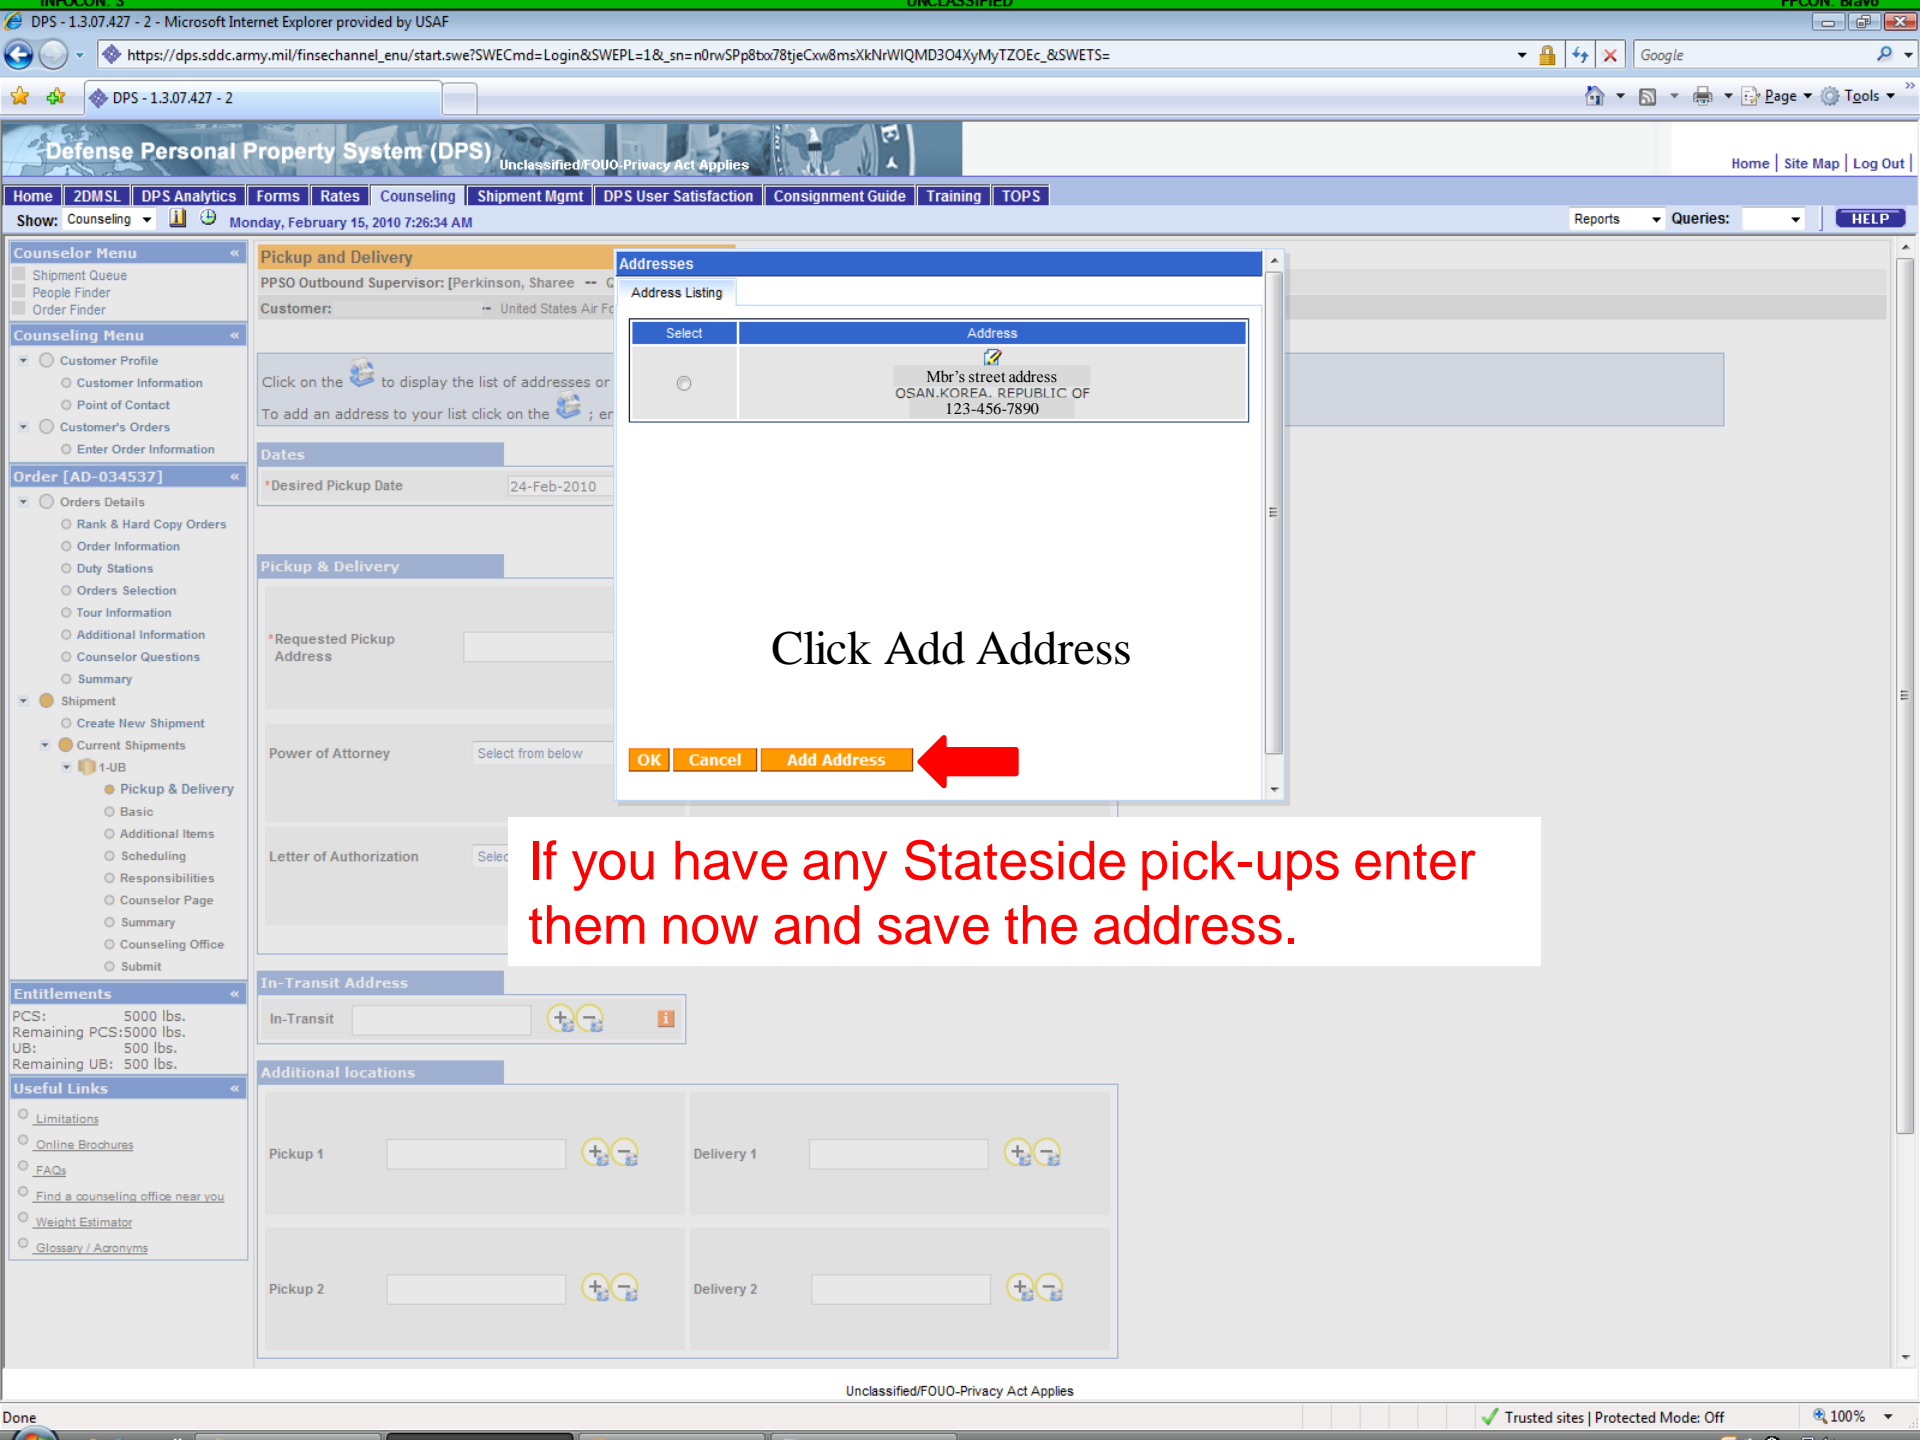 INFOCON: 3 UNCLASSIFIED FPCON: Bravo
DPS - 1.3.07.427 - 2 - Microsoft Internet Explorer provided by USAF
https://dps.sddc.army.mil/finsechannel_enu/start.swe?SWECmd=Login&SWEPL=1&_sn=n0rwSPp8txx78tjeCxw8msXkNrWIQMD3O4XyMyTZOEc_&SWETS=
Google
DPS - 1.3.07.427 - 2
Page Tools
Defense Personal Property System (DPS) Unclassified/FOUO-Privacy Act Applies
Home | Site Map | Log Out |
Home 2DMSL DPS Analytics Forms Rates Counseling Shipment Mgmt DPS User Satisfaction Consignment Guide Training TOPS
Show: Counseling Monday, February 15, 2010 7:26:34 AM Reports Queries: HELP
Counselor Menu
Shipment Queue
People Finder
Order Finder
Counseling Menu
Customer Profile
Customer Information
Point of Contact
Customer's Orders
Enter Order Information
Order [AD-034537]
Orders Details
Rank & Hard Copy Orders
Order Information
Duty Stations
Orders Selection
Tour Information
Additional Information
Counselor Questions
Summary
Shipment
Create New Shipment
Current Shipments
1-UB
Pickup & Delivery
Basic
Additional Items
Scheduling
Responsibilities
Counselor Page
Summary
Counseling Office
Submit
Entitlements
PCS: 5000 lbs.
Remaining PCS: 5000 lbs.
UB: 500 lbs.
Remaining UB: 500 lbs.
Useful Links
Limitations
Online Brochures
FAQs
Find a counseling office near you
Weight Estimator
Glossary / Acronyms
Pickup and Delivery
PPSO Outbound Supervisor: [Perkinson, Sharee --
Customer: -- United States Air Fo
Click on the to display the list of addresses or
To add an address to your list click on the ; er
Dates
*Desired Pickup Date 24-Feb-2010
Pickup & Delivery
*Requested Pickup
Address
Power of Attorney Select from below
Letter of Authorization Selec
Addresses
Address Listing
Select Address
Mbr's street address
OSAN.KOREA. REPUBLIC OF
123-456-7890
Click Add Address
OK Cancel Add Address
If you have any Stateside pick-ups enter
them now and save the address.
In-Transit Address
In-Transit
Additional locations
Pickup 1 Delivery 1
Pickup 2 Delivery 2
Unclassified/FOUO-Privacy Act Applies
Done Trusted sites | Protected Mode: Off 100%